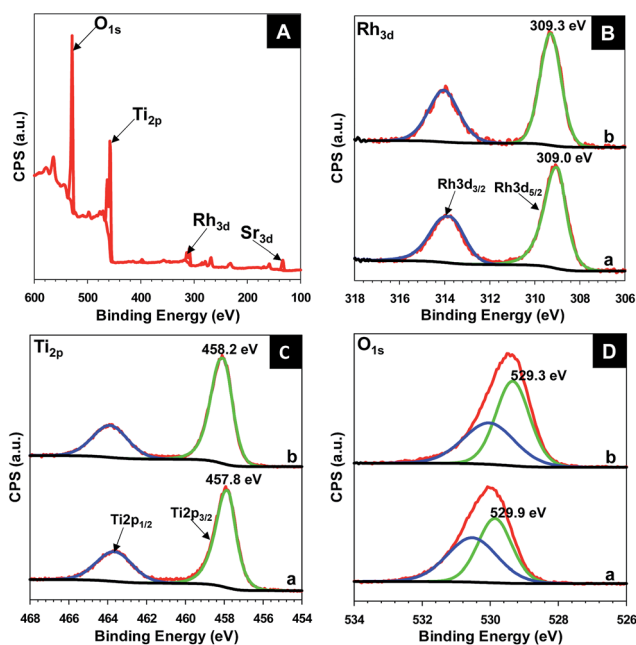 A
O1s
Ti2p
Rh3d
Sr3d
CPS (a.u.)
600 500 400 300 200 100
Binding Energy (eV)
B
Rh3d
309.3 eV
b
309.0 eV
Rh3d3/2
Rh3d5/2
a
CPS (a.u.)
318 316 314 312 310 308 306
Binding Energy (eV)
C
Ti2p
458.2 eV
b
457.8 eV
Ti2p1/2
Ti2p3/2
a
CPS (a.u.)
468 466 464 462 460 458 456 454
Binding Energy (eV)
D
O1s
529.3 eV
b
529.9 eV
a
CPS (a.u.)
534 532 530 528 526
Binding Energy (eV)